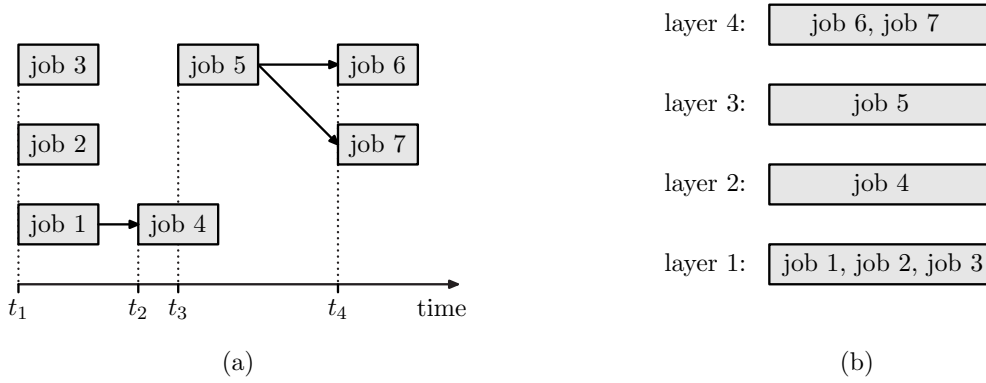 job 3
job 5
job 6
job 2
job 7
job 1
job 4
t1
t2
t3
t4
time
(a)
layer 4:
job 6, job 7
layer 3:
job 5
layer 2:
job 4
layer 1:
job 1, job 2, job 3
(b)